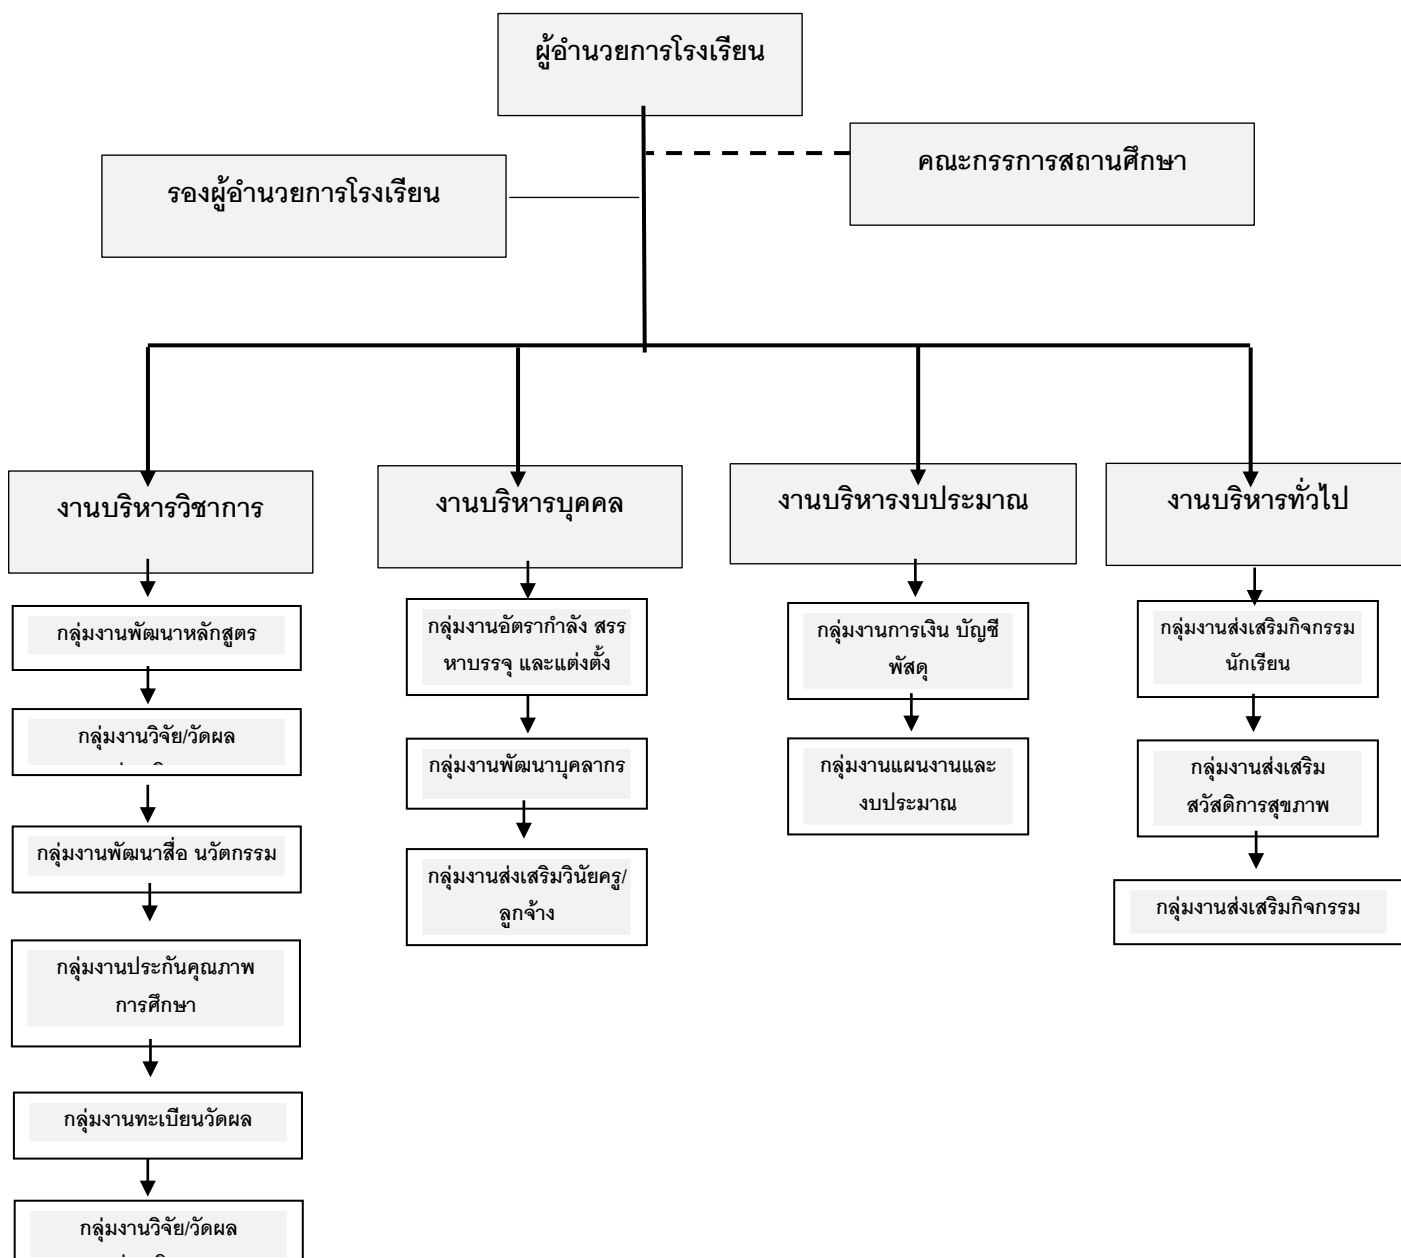 ผู้อำนวยการโรงเรียน
คณะกรรการสถานศึกษา
รองผู้อำนวยการโรงเรียน
งานบริหารวิชาการ
กลุ่มงานพัฒนาหลักสูตร
กลุ่มงานวิจัย/วัดผล
กลุ่มงานพัฒนาสื่อ นวัตกรรม
กลุ่มงานประกันคุณภาพ
การศึกษา
กลุ่มงานทะเบียนวัดผล
กลุ่มงานวิจัย/วัดผล
งานบริหารบุคคล
กลุ่มงานอัตรากำลัง สรร
หาบรรจุ และแต่งตั้ง
กลุ่มงานพัฒนาบุคลากร
กลุ่มงานส่งเสริมวินัยครู/
ลูกจ้าง
งานบริหารงบประมาณ
กลุ่มงานการเงิน บัญชี
พัสดุ
กลุ่มงานแผนงานและ
งบประมาณ
งานบริหารทั่วไป
กลุ่มงานส่งเสริมกิจกรรม
นักเรียน
กลุ่มงานส่งเสริม
สวัสดิการสุขภาพ
กลุ่มงานส่งเสริมกิจกรรม